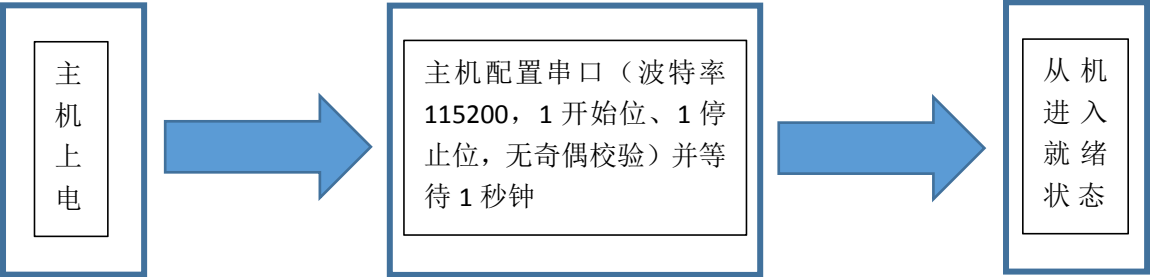 主
机
上
电
主机配置串口（波特率
115200，1 开始位、1 停
止位，无奇偶校验）并等
待 1 秒钟
从 机
进 入
就 绪
状 态